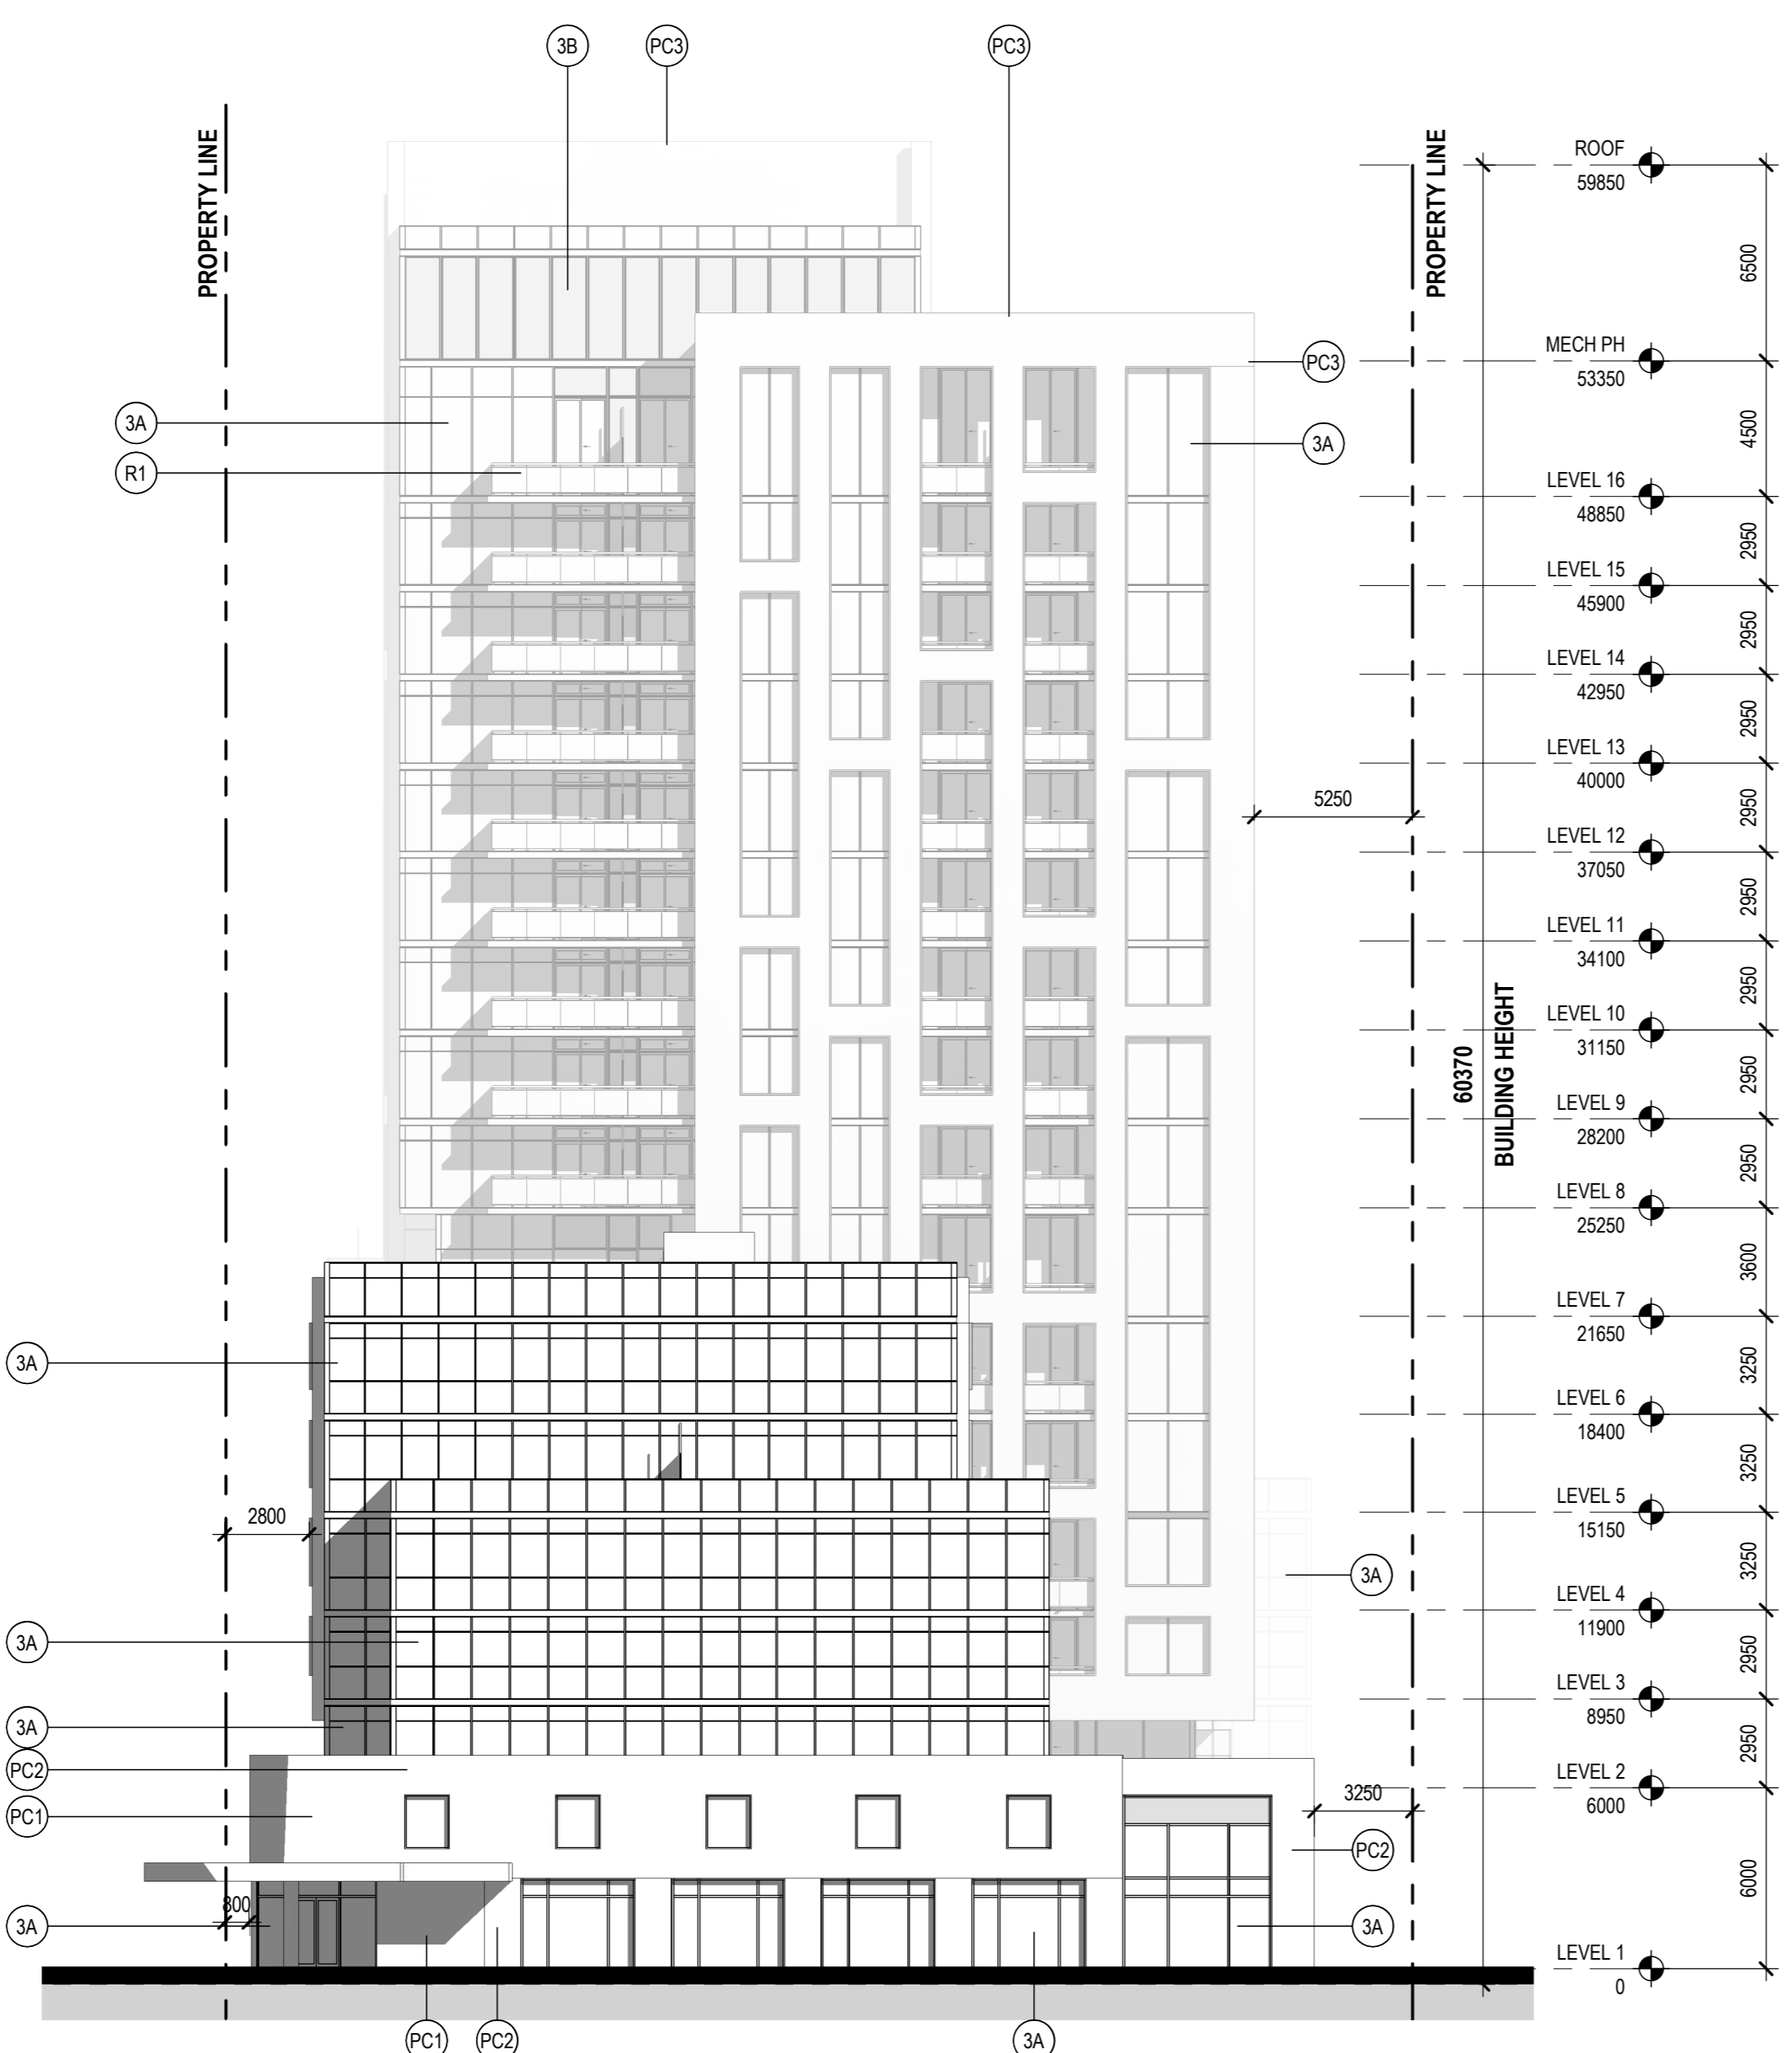 3B
PC3
PC3
PROPERTY LINE
PROPERTY LINE
ROOF
59850
6500
MECH PH
53350
PC3
4500
3A
3A
R1
LEVEL 16
48850
2950
LEVEL 15
45900
2950
LEVEL 14
42950
2950
LEVEL 13
40000
5250
2950
LEVEL 12
37050
2950
LEVEL 11
34100
2950
LEVEL 10
31150
60370
BUILDING HEIGHT
2950
LEVEL 9
28200
2950
LEVEL 8
25250
3600
LEVEL 7
21650
3A
3250
LEVEL 6
18400
3250
LEVEL 5
15150
2800
3250
3A
LEVEL 4
11900
3A
2950
LEVEL 3
8950
3A
2950
PC2
LEVEL 2
6000
3250
PC1
PC2
6000
800
3A
3A
LEVEL 1
0
PC1
PC2
3A